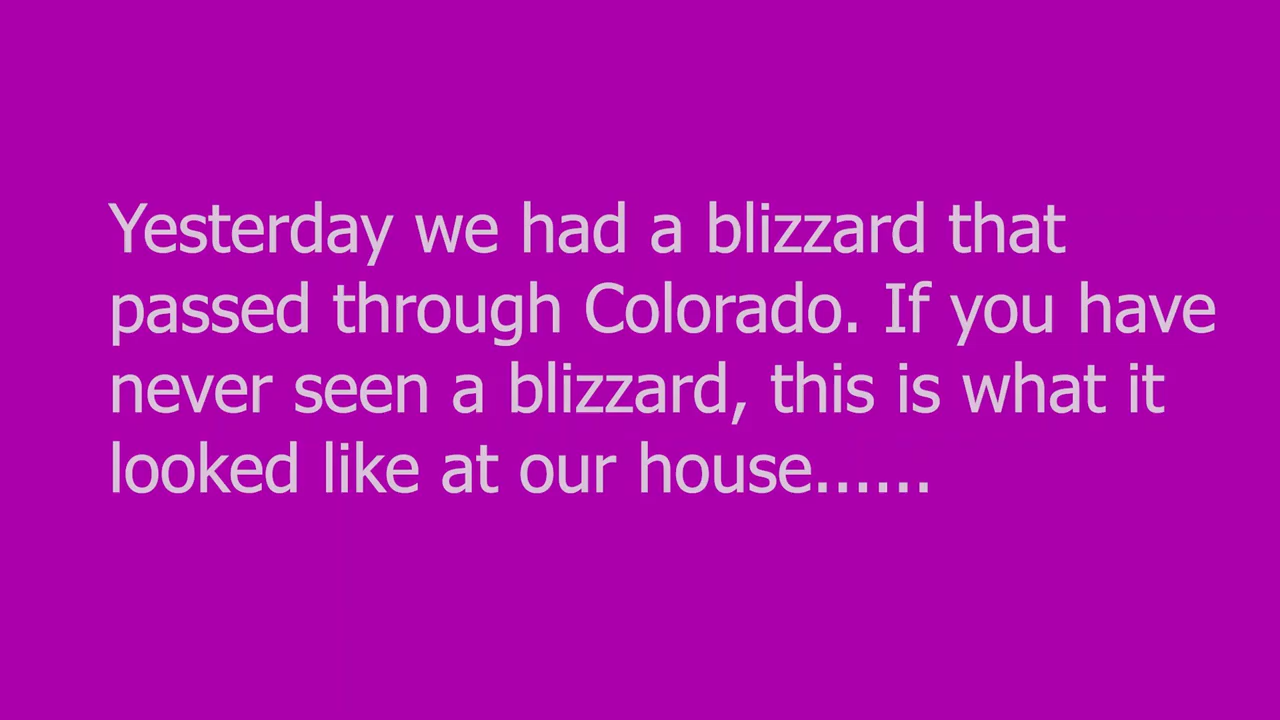 Yesterday we had a blizzard that
passed through Colorado. If you have
never seen a blizzard, this is what it
looked like at our house......